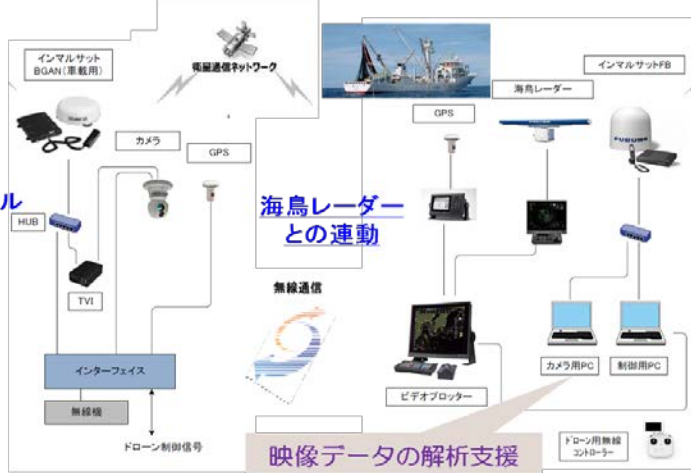 インマルサット
BGAN(車載用)
衛星通信ネットワーク
海鳥レーダー
インマルサットFB
カメラ
GPS
GPS
FURUNO
ル
HUB
海鳥レーダー
との連動
TVI
無線通信
インターフェイス
ビデオプロッター
カメラ用PC
制御用PC
無線機
ドローン制御信号
映像データの解析支援
ドローン用無線
コントローラー